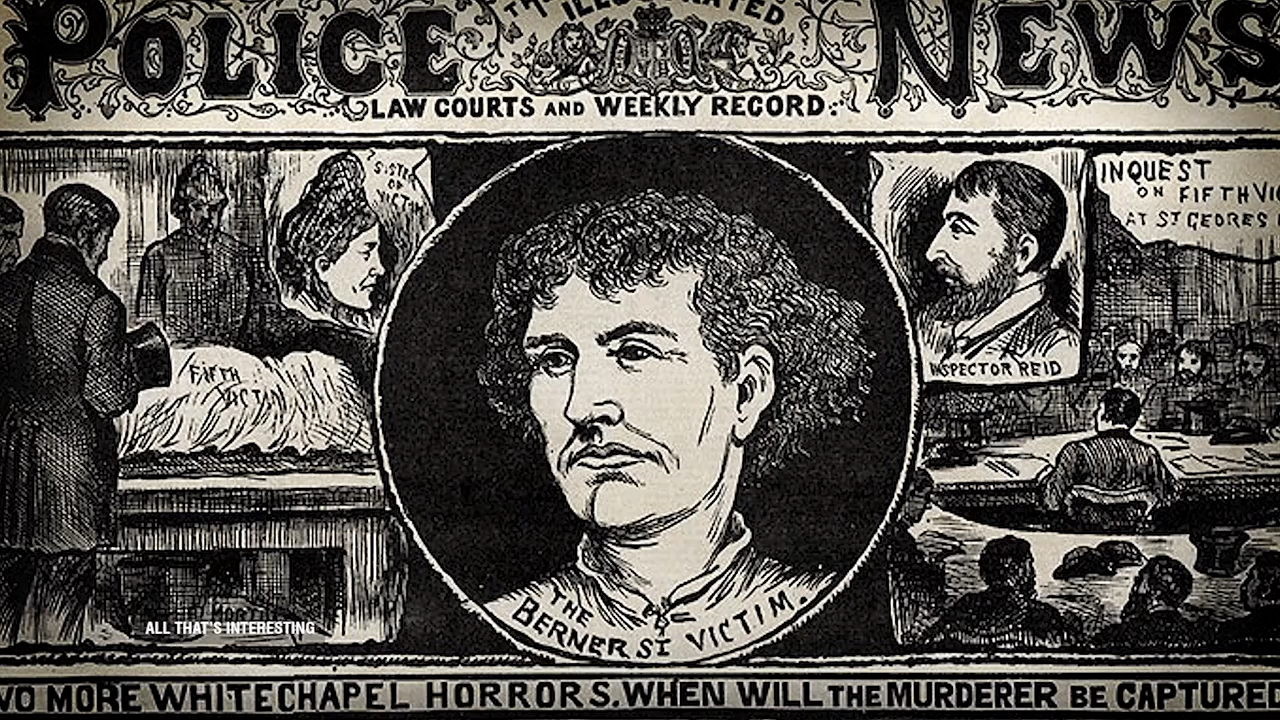 THE ILLUSTRATED
POLICE NEWS
LAW COURTS AND WEEKLY RECORD.
SISTER
OF
VICTIM
FIFTH
VICTIM
THE
BERNER ST VICTIM.
INSPECTOR REID
INQUEST
ON FIFTH VIC
AT ST GEORES
ALL THAT'S INTERESTING
WO MORE WHITECHAPEL HORRORS. WHEN WILL THE MURDERER BE CAPTURED